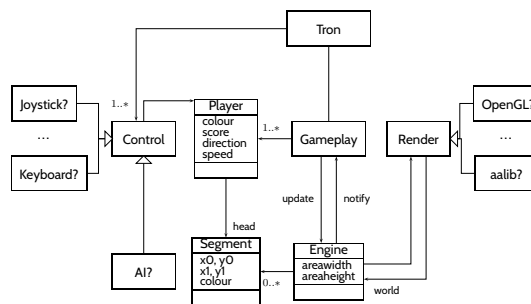 Tron
Joystick?
...
Keyboard?
1..*
Control
Player
colour
score
direction
speed
1..*
Gameplay
Render
OpenGL?
...
aalib?
update
notify
head
AI?
Segment
x0, y0
x1, y1
colour
0..*
Engine
areawidth
areaheight
world